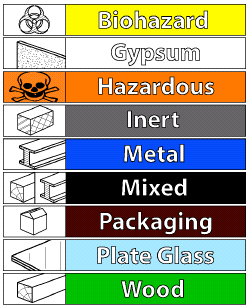 Biohazard
Gypsum
Hazardous
Inert
Metal
Mixed
Packaging
Plate Glass
Wood